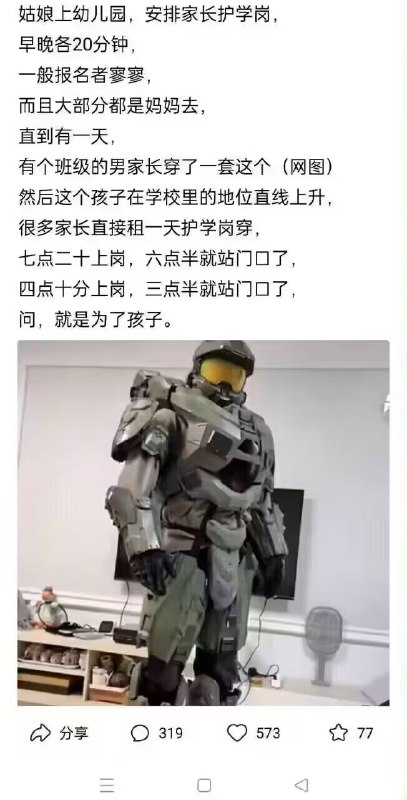 姑娘上幼儿园，安排家长护学岗，
早晚各20分钟，
一般报名者寥寥，
而且大部分都是妈妈去，
直到有一天，
有个班级的男家长穿了一套这个（网图）
然后这个孩子在学校里的地位直线上升，
很多家长直接租一天护学岗穿，
七点二十上岗，六点半就站门口了，
四点十分上岗，三点半就站门口了，
问，就是为了孩子。
分享 319 573 77